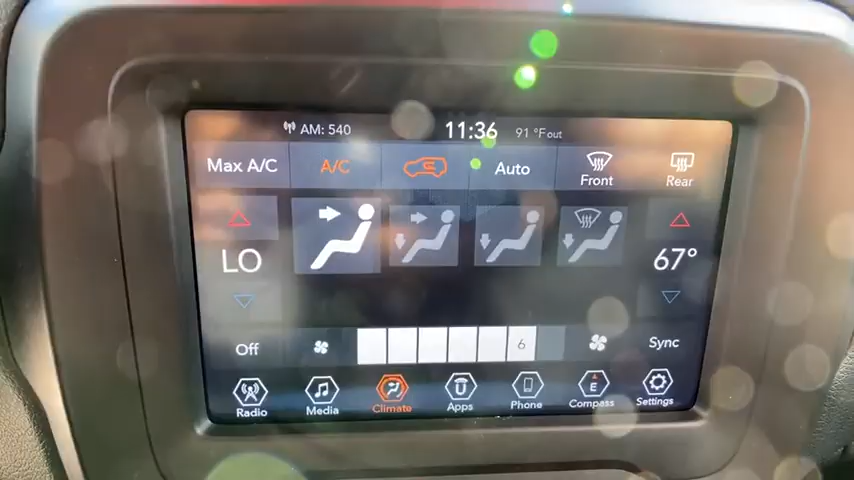 AM: 540 11:36 91 °F out
Max A/C A/C Auto Front Rear
LO 67°
Off 6 Sync
Radio Media Climate Apps Phone E Compass Settings